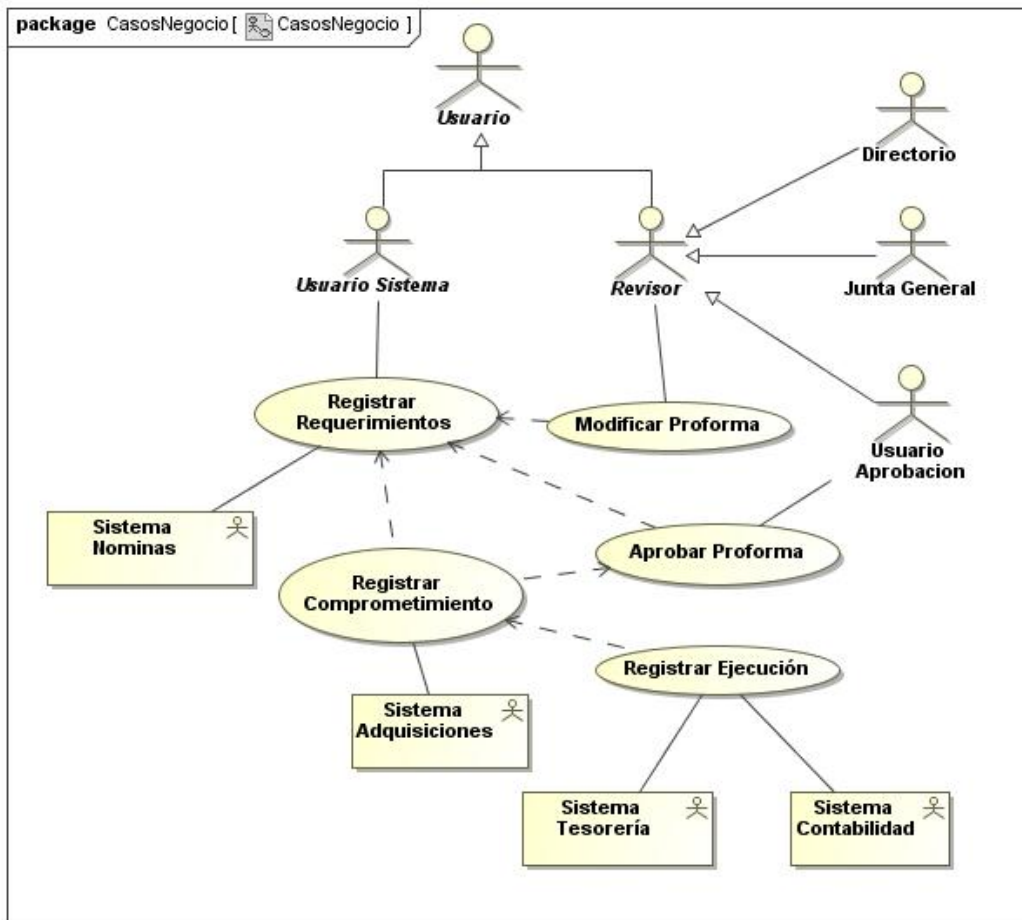 package CasosNegocio [ CasosNegocio ]
Usuario
Directorio
Usuario Sistema
Revisor
Junta General
Registrar
Requerimientos
Modificar Proforma
Usuario
Aprobacion
Sistema
Nominas
Aprobar Proforma
Registrar
Comprometimiento
Registrar Ejecución
Sistema
Adquisiciones
Sistema
Tesorería
Sistema
Contabilidad